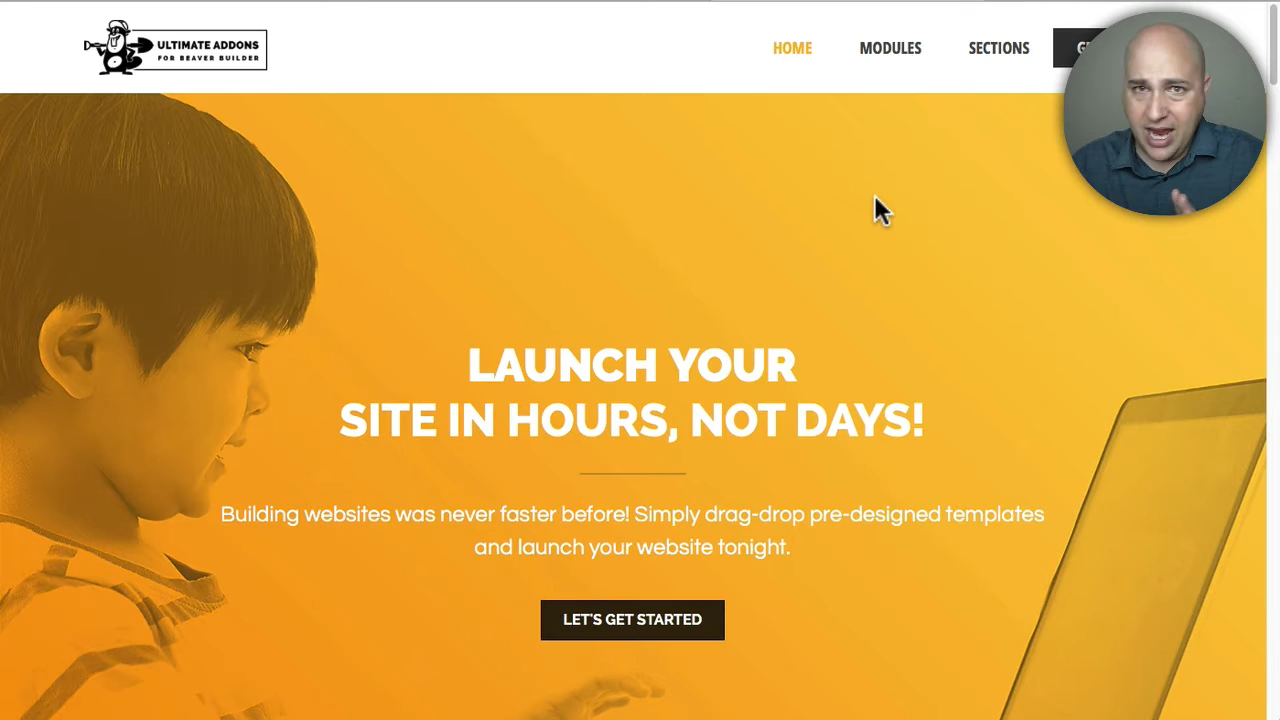 ULTIMATE ADDONS
FOR BEAVER BUILDER
HOME
MODULES
SECTIONS
LAUNCH YOUR
SITE IN HOURS, NOT DAYS!
Building websites was never faster before! Simply drag-drop pre-designed templates
and launch your website tonight.
LET'S GET STARTED